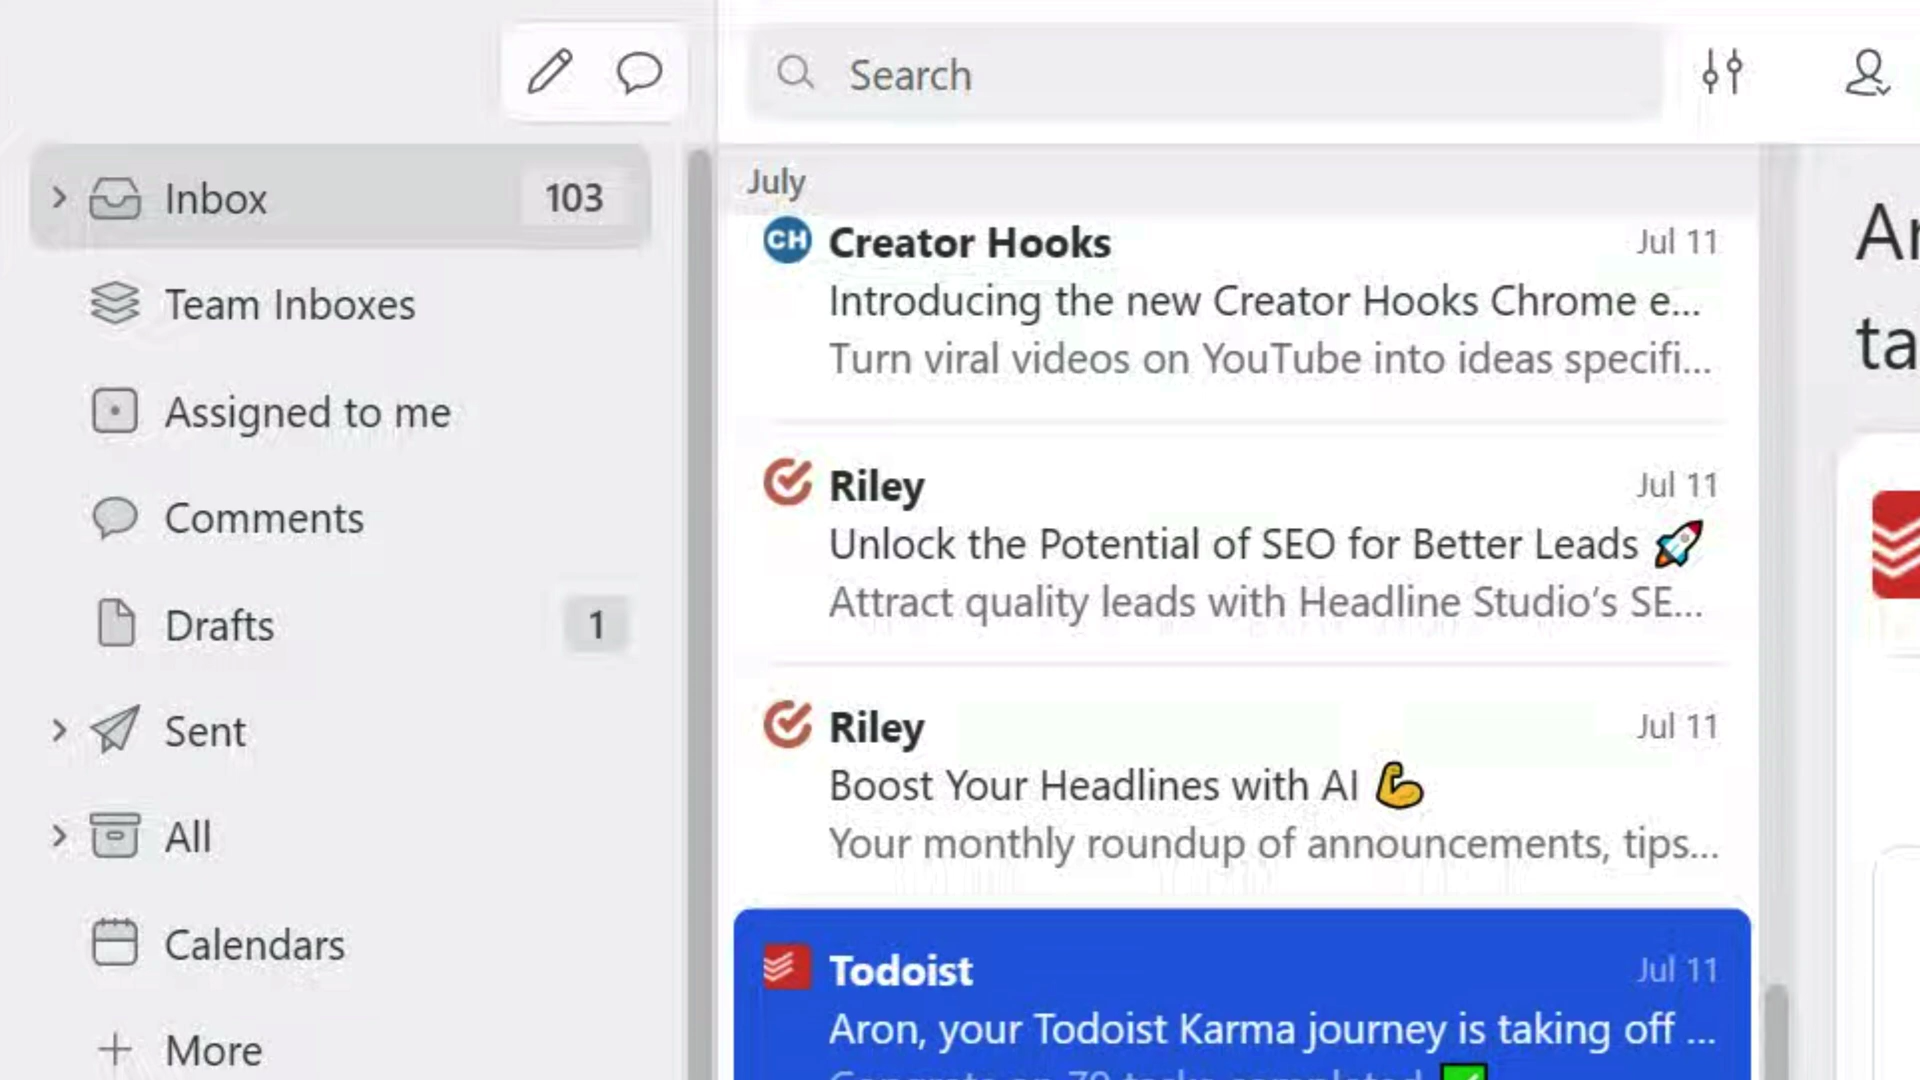 Search
Inbox 103
Team Inboxes
Assigned to me
Comments
Drafts 1
Sent
All
Calendars
More
July
CH Creator Hooks Jul 11
Introducing the new Creator Hooks Chrome e...
Turn viral videos on YouTube into ideas specifi...
Riley Jul 11
Unlock the Potential of SEO for Better Leads 🚀
Attract quality leads with Headline Studio’s SE...
Riley Jul 11
Boost Your Headlines with AI 💪
Your monthly roundup of announcements, tips...
Todoist Jul 11
Aron, your Todoist Karma journey is taking off ...
ta